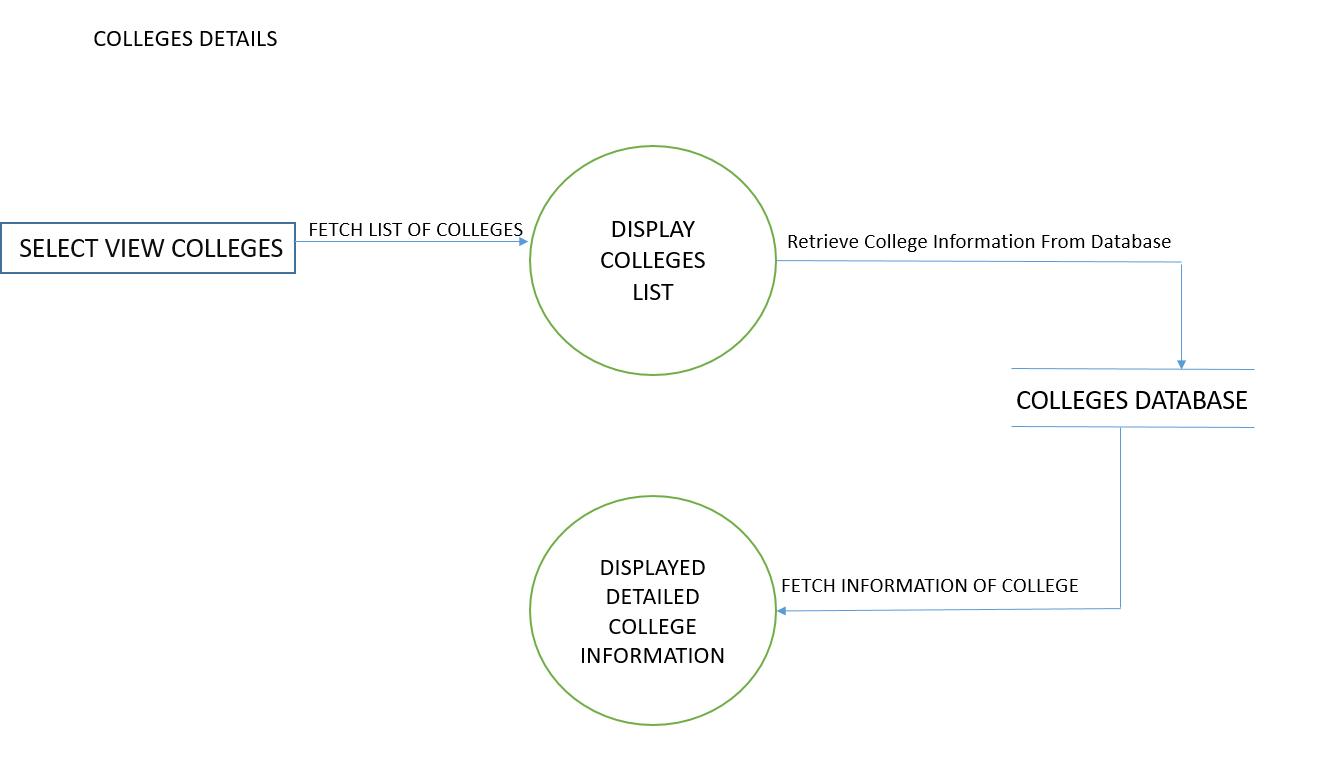 COLLEGES DETAILS
SELECT VIEW COLLEGES
FETCH LIST OF COLLEGES
DISPLAY
COLLEGES
LIST
Retrieve College Information From Database
COLLEGES DATABASE
FETCH INFORMATION OF COLLEGE
DISPLAYED
DETAILED
COLLEGE
INFORMATION